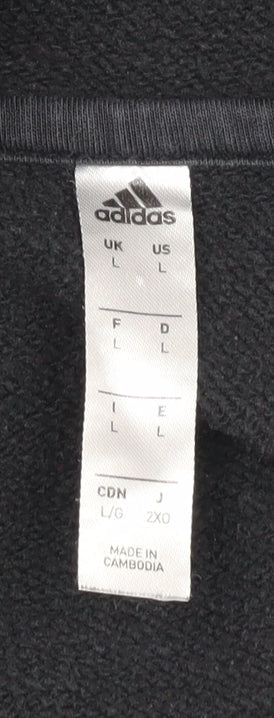 adidas
UK US
L L
F D
L L
I E
L L
CDN J
L/G 2XO
MADE IN
CAMBODIA